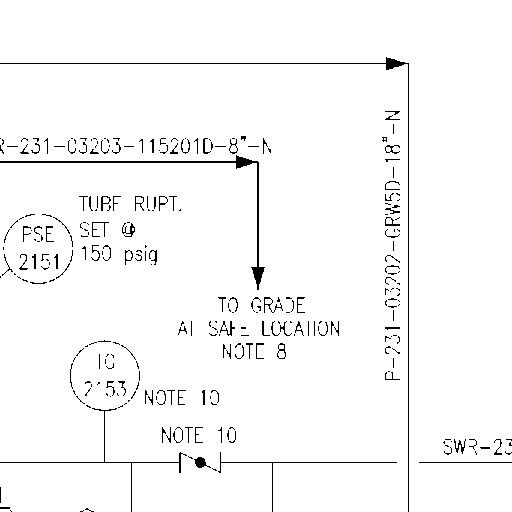 R-231-03203-115201D-8"-N
TUBE RUPT.
SET @
150 psig
PSE
2151
TO GRADE
AT SAFE LOCATION
NOTE 8
P-231-03202-GRW5D-18"-N
TG
2153
NOTE 10
NOTE 10
SWR-23